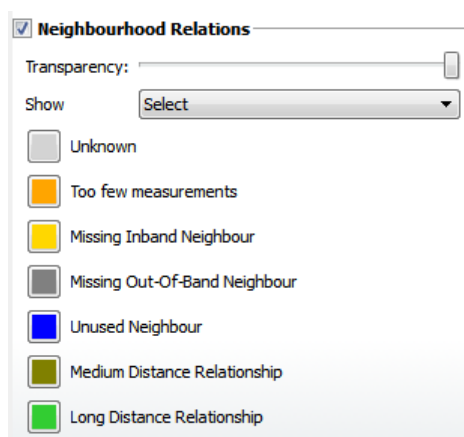 Neighbourhood Relations
Transparency:
Show Select
Unknown
Too few measurements
Missing Inband Neighbour
Missing Out-Of-Band Neighbour
Unused Neighbour
Medium Distance Relationship
Long Distance Relationship